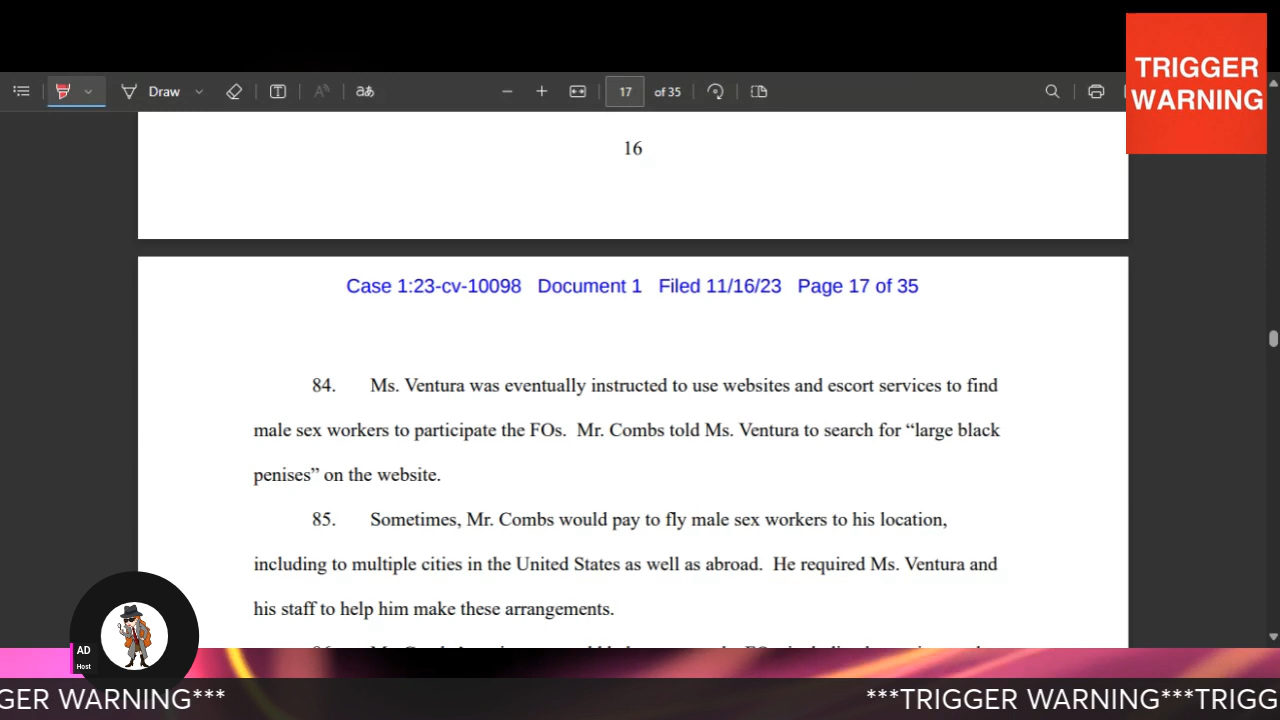 TRIGGER
WARNING
Draw
aあ
17 of 35
16
Case 1:23-cv-10098 Document 1 Filed 11/16/23 Page 17 of 35
84. Ms. Ventura was eventually instructed to use websites and escort services to find
male sex workers to participate the FOs. Mr. Combs told Ms. Ventura to search for “large black
penises” on the website.
85. Sometimes, Mr. Combs would pay to fly male sex workers to his location,
including to multiple cities in the United States as well as abroad. He required Ms. Ventura and
his staff to help him make these arrangements.
AD
Host
GER WARNING*** ***TRIGGER WARNING***TRIGG